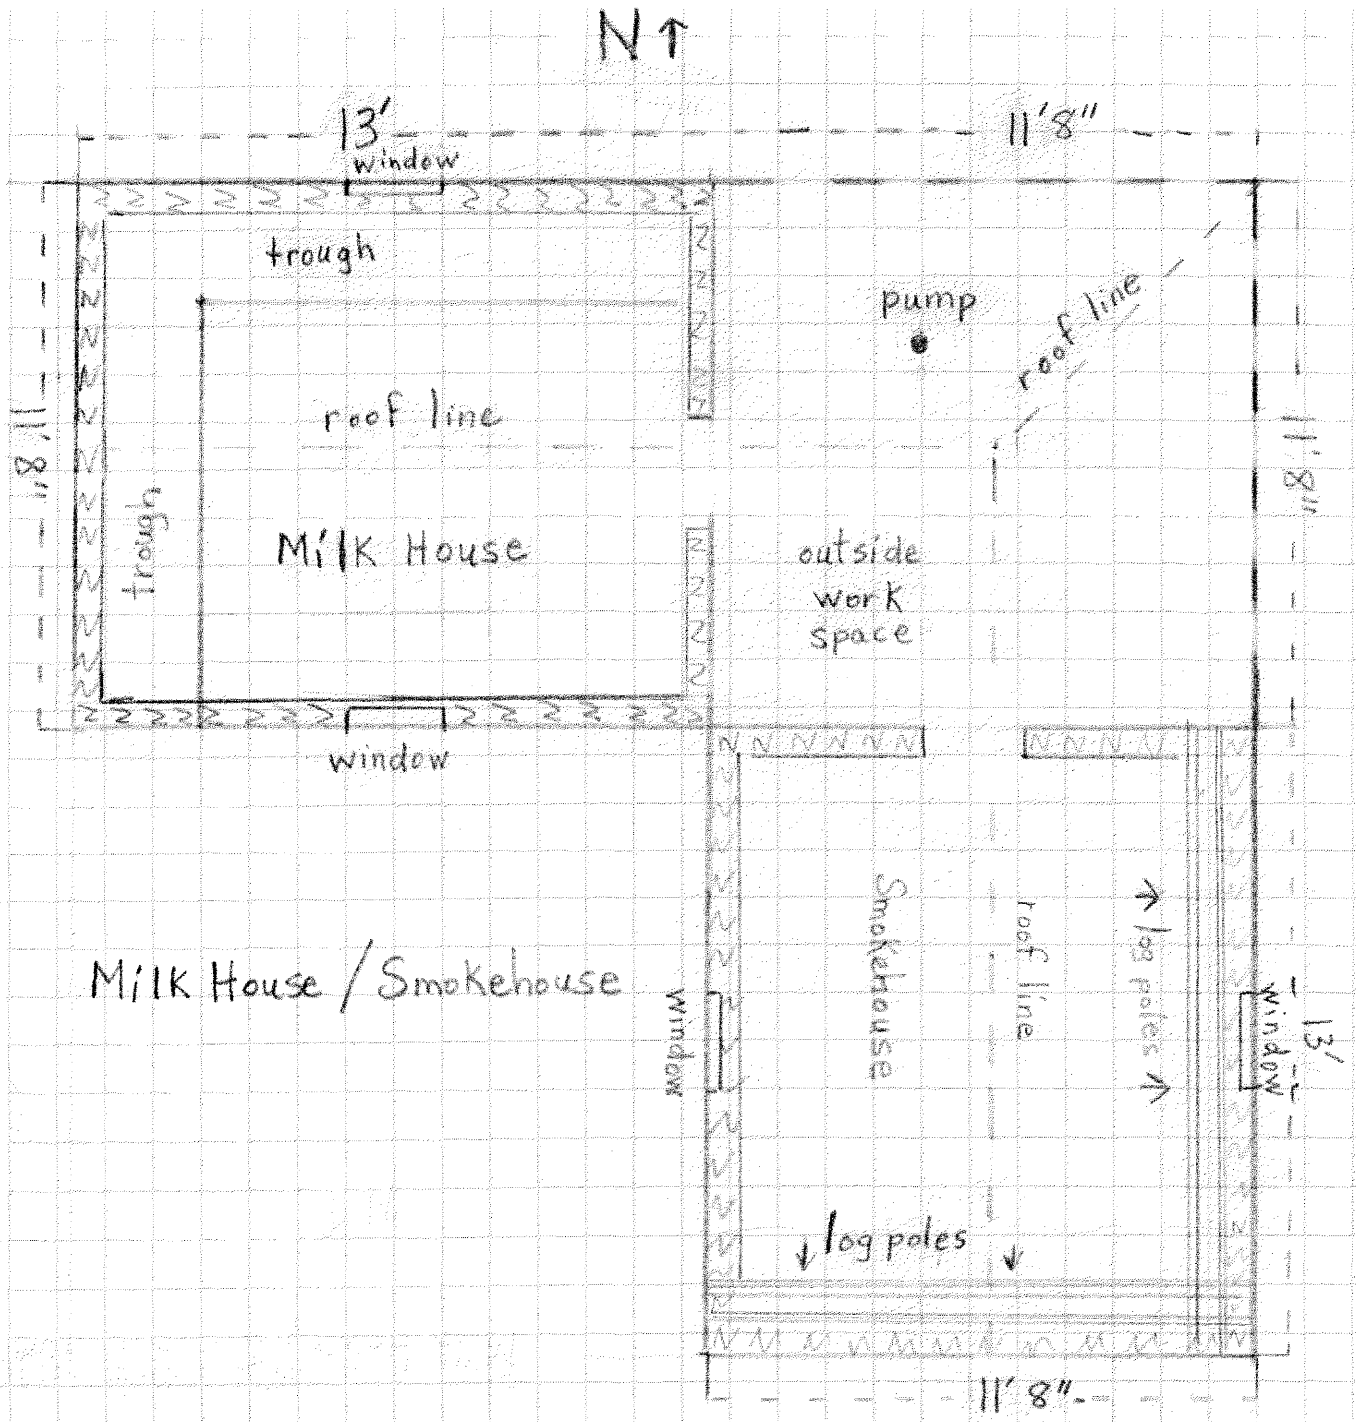 N ↑
13'
11'8"
window
trough
pump
roof line
roof line
11'8"
11'8"
trough
Milk House
outside
work
space
window
Smokehouse
roof line
→ log poles →
Milk House / Smokehouse
window
window
13'
↓ log poles ↓
11'8"